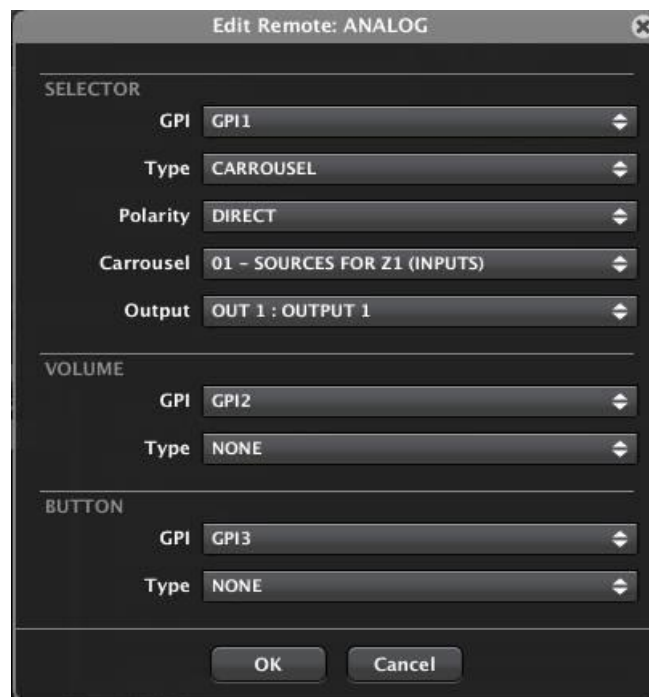 Edit Remote: ANALOG
SELECTOR
GPI GPI1
Type CARROUSEL
Polarity DIRECT
Carrousel 01 – SOURCES FOR Z1 (INPUTS)
Output OUT 1 : OUTPUT 1
VOLUME
GPI GPI2
Type NONE
BUTTON
GPI GPI3
Type NONE
OK Cancel